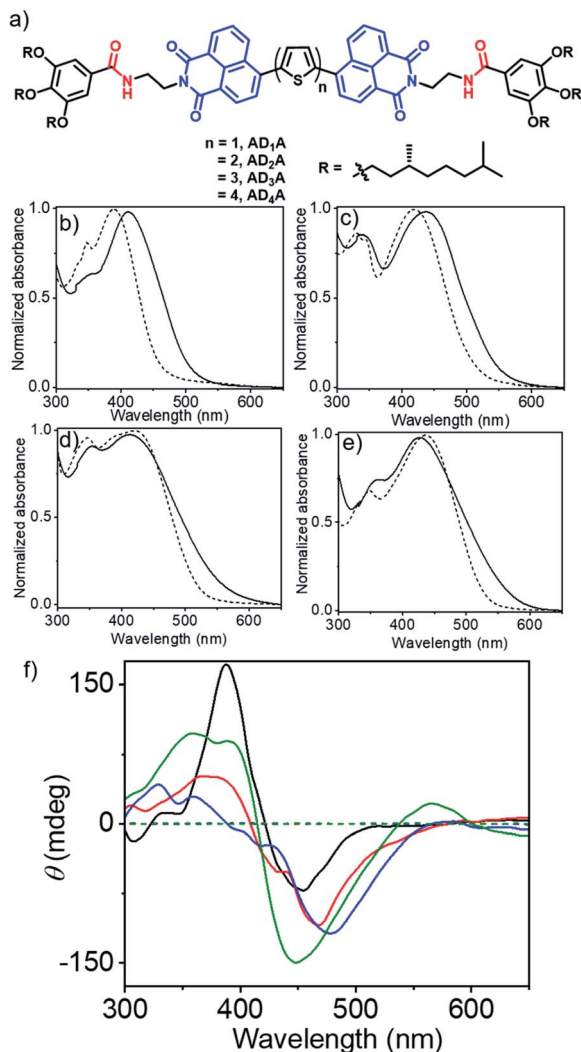 a)
RO O O O O OR
RO N N ( S ) n N N OR
RO H O O H OR
n = 1, AD₁A
= 2, AD₂A R =
= 3, AD₃A
= 4, AD₄A
b) c)
1.0 1.0
Normalized absorbance Normalized absorbance
0.5 0.5
0.0 0.0
300 400 500 600 300 400 500 600
Wavelength (nm) Wavelength (nm)
d) e)
1.0 1.0
Normalized absorbance Normalized absorbance
0.5 0.5
0.0 0.0
300 400 500 600 300 400 500 600
Wavelength (nm) Wavelength (nm)
f)
150
θ (mdeg)
0
-150
300 400 500 600
Wavelength (nm)